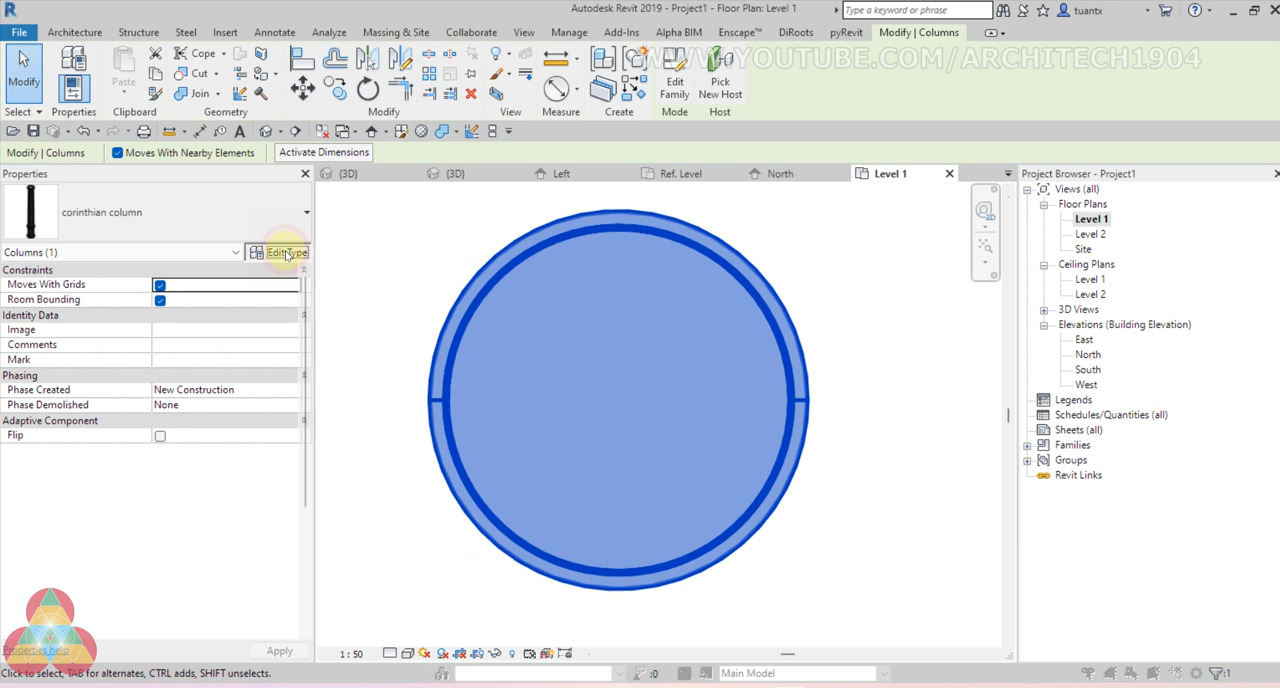 Autodesk Revit 2019 - Project1 - Floor Plan: Level 1
Type a keyword or phrase
tuantx
File Architecture Structure Steel Insert Annotate Analyze Massing & Site Collaborate View Manage Add-Ins Alpha BIM Enscape™ DiRoots pyRevit Modify | Columns
WWW.YOUTUBE.COM/ARCHITECH1904
Modify
Paste
Cope
Cut
Join
Edit Family
Pick New Host
Select Properties Clipboard Geometry Modify View Measure Create Mode Host
Modify | Columns
Moves With Nearby Elements
Activate Dimensions
Properties
{3D} {3D} Left Ref. Level North Level 1
Project Browser - Project1
corinthian column
Columns (1)
Edit Type
Constraints
Moves With Grids
Room Bounding
Identity Data
Image
Comments
Mark
Phasing
Phase Created New Construction
Phase Demolished None
Adaptive Component
Flip
2D
Views (all)
Floor Plans
Level 1
Level 2
Site
Ceiling Plans
Level 1
Level 2
3D Views
Elevations (Building Elevation)
East
North
South
West
Legends
Schedules/Quantities (all)
Sheets (all)
Families
Groups
Revit Links
Properties help
Apply
1 : 50
Click to select, TAB for alternates, CTRL adds, SHIFT unselects.
:0
Main Model
:1